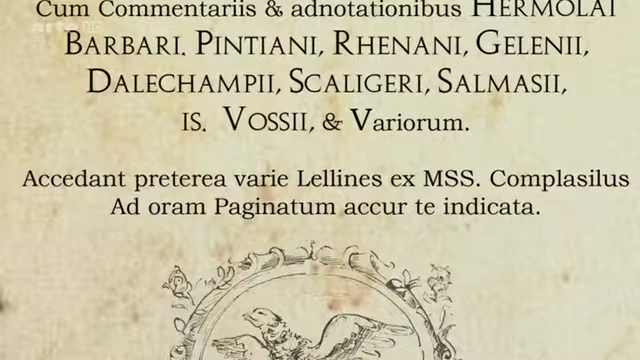 Cum Commentariis & adnotationibus HERMOLAI
BARBARI. PINTIANI, RHENANI, GELENII,
DALECHAMPII, SCALIGERI, SALMASII,
IS. VOSSII, & Variorum.
Accedant preterea varie Lellines ex MSS. Complasilus
Ad oram Paginatum accur te indicata.